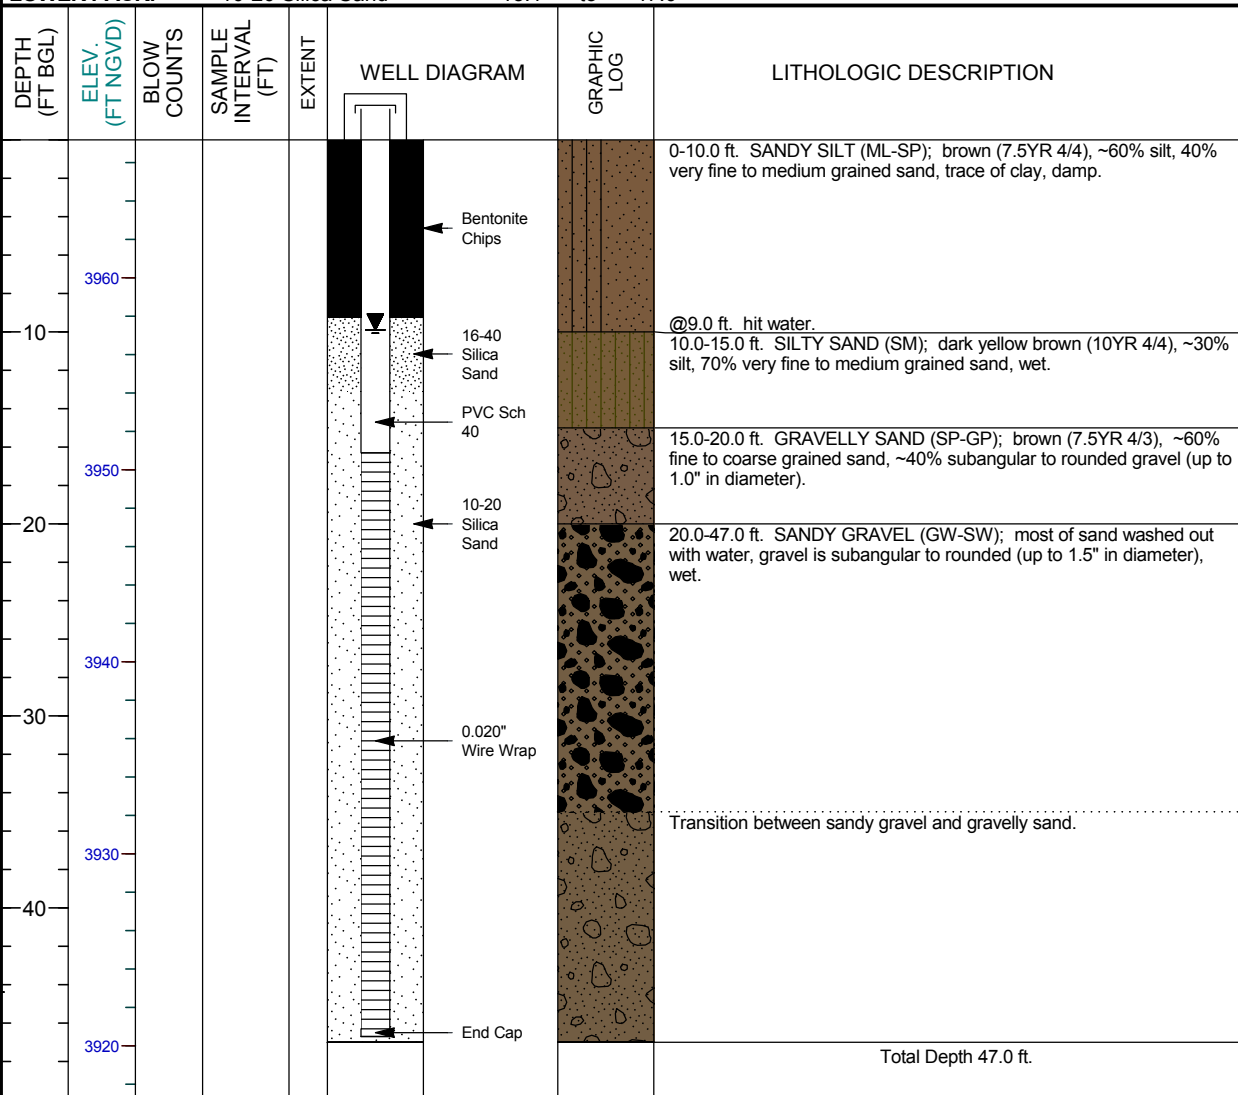 DEPTH
(FT BGL)
ELEV.
(FT NGVD)
BLOW
COUNTS
SAMPLE
INTERVAL
(FT)
EXTENT
WELL DIAGRAM
GRAPHIC
LOG
LITHOLOGIC DESCRIPTION
0-10.0 ft. SANDY SILT (ML-SP); brown (7.5YR 4/4), ~60% silt, 40%
very fine to medium grained sand, trace of clay, damp.
Bentonite
Chips
3960
@9.0 ft. hit water.
10
10.0-15.0 ft. SILTY SAND (SM); dark yellow brown (10YR 4/4), ~30%
silt, 70% very fine to medium grained sand, wet.
16-40
Silica
Sand
PVC Sch
40
15.0-20.0 ft. GRAVELLY SAND (SP-GP); brown (7.5YR 4/3), ~60%
fine to coarse grained sand, ~40% subangular to rounded gravel (up to
1.0" in diameter).
3950
10-20
Silica
Sand
20
20.0-47.0 ft. SANDY GRAVEL (GW-SW); most of sand washed out
with water, gravel is subangular to rounded (up to 1.5" in diameter),
wet.
3940
30
0.020"
Wire Wrap
Transition between sandy gravel and gravelly sand.
3930
40
End Cap
3920
Total Depth 47.0 ft.